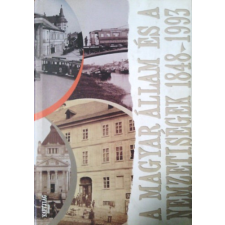 A MAGYAR ÁLLAM ÉS A
NEMZETISÉGEK 1848-1993